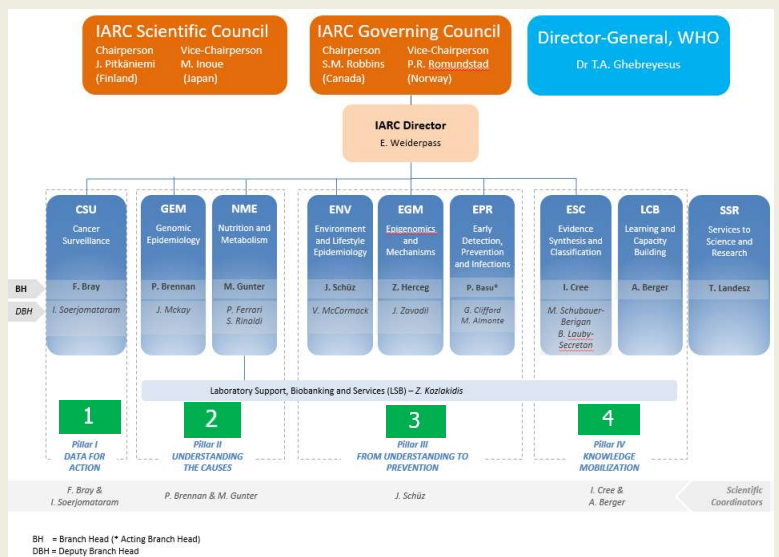 IARC Scientific Council
Chairperson Vice-Chairperson
J. Pitkäniemi M. Inoue
(Finland) (Japan)
IARC Governing Council
Chairperson Vice-Chairperson
S.M. Robbins P.R. Romundstad
(Canada) (Norway)
Director-General, WHO
Dr T.A. Ghebreyesus
IARC Director
E. Weiderpass
CSU
Cancer
Surveillance
GEM
Genomic
Epidemiology
NME
Nutrition and
Metabolism
ENV
Environment
and Lifestyle
Epidemiology
EGM
Epigenomics
and
Mechanisms
EPR
Early
Detection,
Prevention
and Infections
ESC
Evidence
Synthesis and
Classification
LCB
Learning and
Capacity
Building
SSR
Services to
Science and
Research
BH F. Bray P. Brennan M. Gunter J. Schüz Z. Herceg P. Basu* I. Cree A. Berger T. Landesz
DBH I. Soerjomataram J. Mckay P. Ferrari V. McCormack J. Zavadil G. Clifford M. Schubauer-
S. Rinaldi M. Almonte Berigan
B. Lauby-
Secretan
Laboratory Support, Biobanking and Services (LSB) – Z. Kozlakidis
1 2 3 4
Pillar I
DATA FOR
ACTION
Pillar II
UNDERSTANDING
THE CAUSES
Pillar III
FROM UNDERSTANDING TO
PREVENTION
Pillar IV
KNOWLEDGE
MOBILIZATION
F. Bray &
I. Soerjomataram
P. Brennan & M. Gunter
J. Schüz
I. Cree &
A. Berger
Scientific
Coordinators
BH = Branch Head (* Acting Branch Head)
DBH = Deputy Branch Head